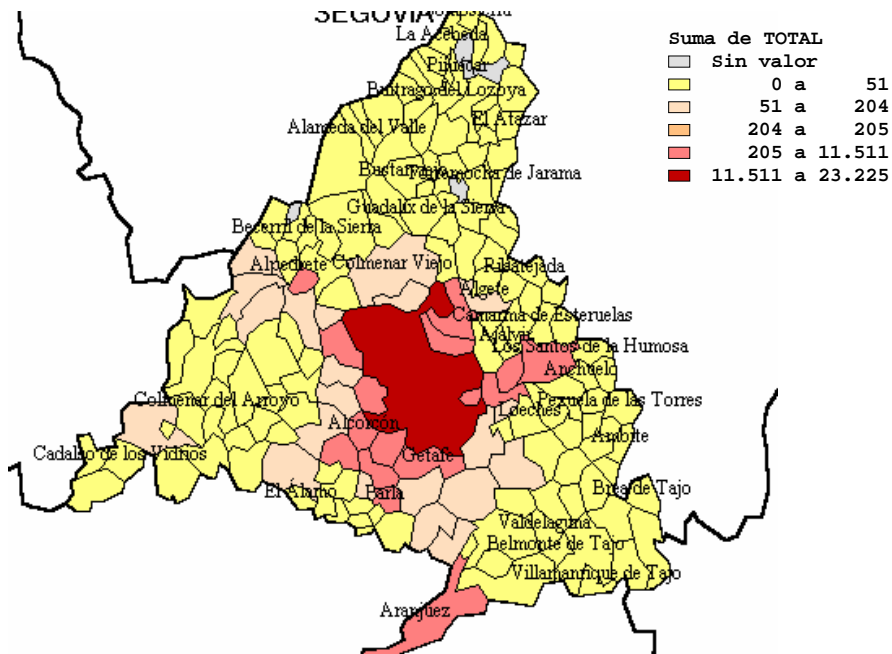 SEGOVIA
La Acebeda
Suma de TOTAL
Sin valor
0 a 51
51 a 204
204 a 205
205 a 11.511
11.511 a 23.225
Piñuécar
Buitrago del Lozoya
El Atazar
Alameda del Valle
Bustarviejo
Torremocha de Jarama
Guadalix de la Sierra
Becerril de la Sierra
Alpedrete
Colmenar Viejo
Ribatejada
Algete
Camarma de Esteruelas
Ajalvir
Los Santos de la Humosa
Anchuelo
Colmenar del Arroyo
Pezuela de las Torres
Loeches
Alcorcón
Ambite
Cadalso de los Vidrios
Getafe
El Álamo
Parla
Brea de Tajo
Valdelaguna
Belmonte de Tajo
Villamanrique de Tajo
Aranjuez